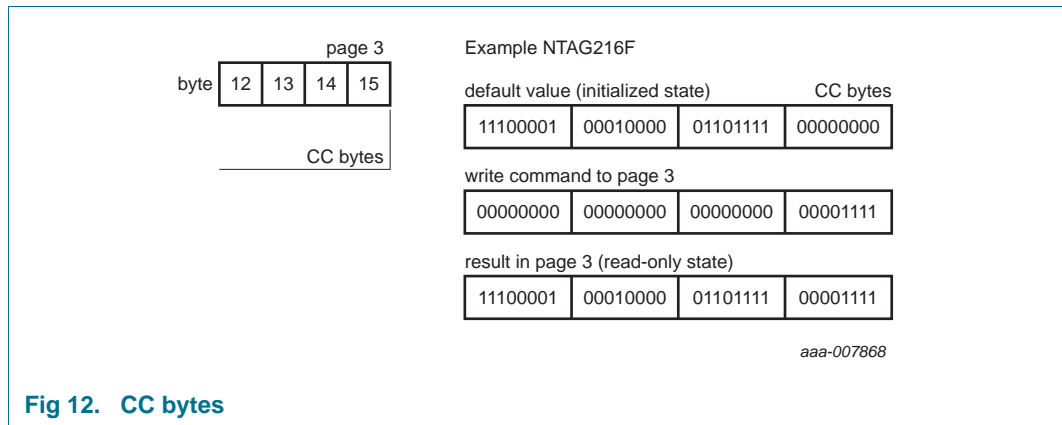 page 3
byte 12 13 14 15
CC bytes
Example NTAG216F
default value (initialized state) CC bytes
11100001 00010000 01101111 00000000
write command to page 3
00000000 00000000 00000000 00001111
result in page 3 (read-only state)
11100001 00010000 01101111 00001111
aaa-007868
Fig 12. CC bytes